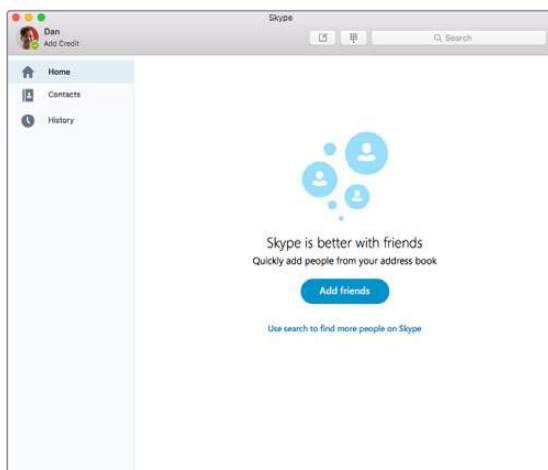 Skype
Dan
Add Credit
Search
Home
Contacts
History
Skype is better with friends
Quickly add people from your address book
Add friends
Use search to find more people on Skype